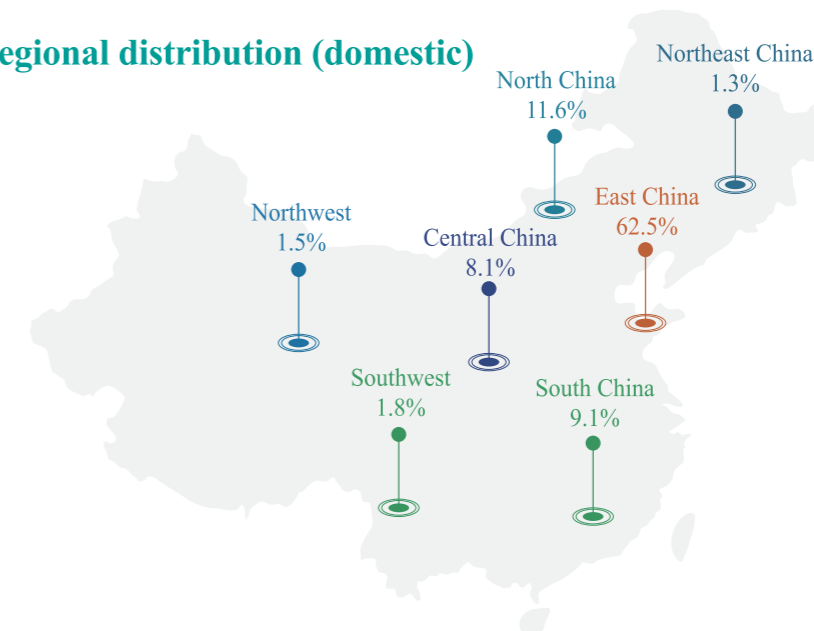 egional distribution (domestic)
Northeast China
1.3%
North China
11.6%
East China
62.5%
Northwest
1.5%
Central China
8.1%
Southwest
1.8%
South China
9.1%